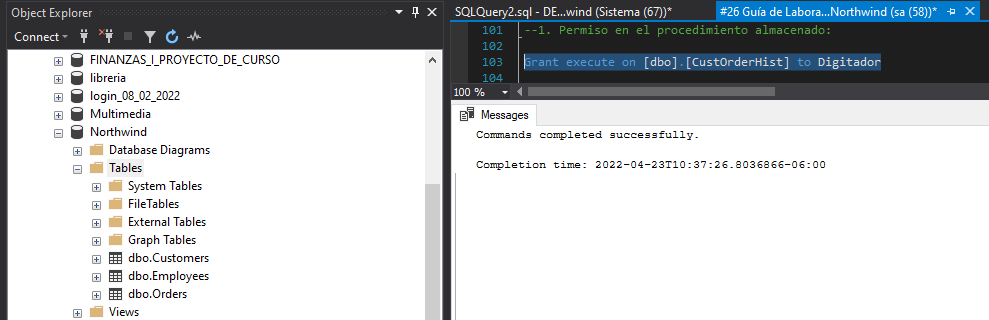 Object Explorer
Connect
FINANZAS_I_PROYECTO_DE_CURSO
libreria
login_08_02_2022
Multimedia
Northwind
Database Diagrams
Tables
System Tables
FileTables
External Tables
Graph Tables
dbo.Customers
dbo.Employees
dbo.Orders
Views
SQLQuery2.sql - DE...wind (Sistema (67))*
#26 Guía de Labora...Northwind (sa (58))*
101 --1. Permiso en el procedimiento almacenado:
102
103 Grant execute on [dbo].[CustOrderHist] to Digitador
104
100 %
Messages
Commands completed successfully.
Completion time: 2022-04-23T10:37:26.8036866-06:00